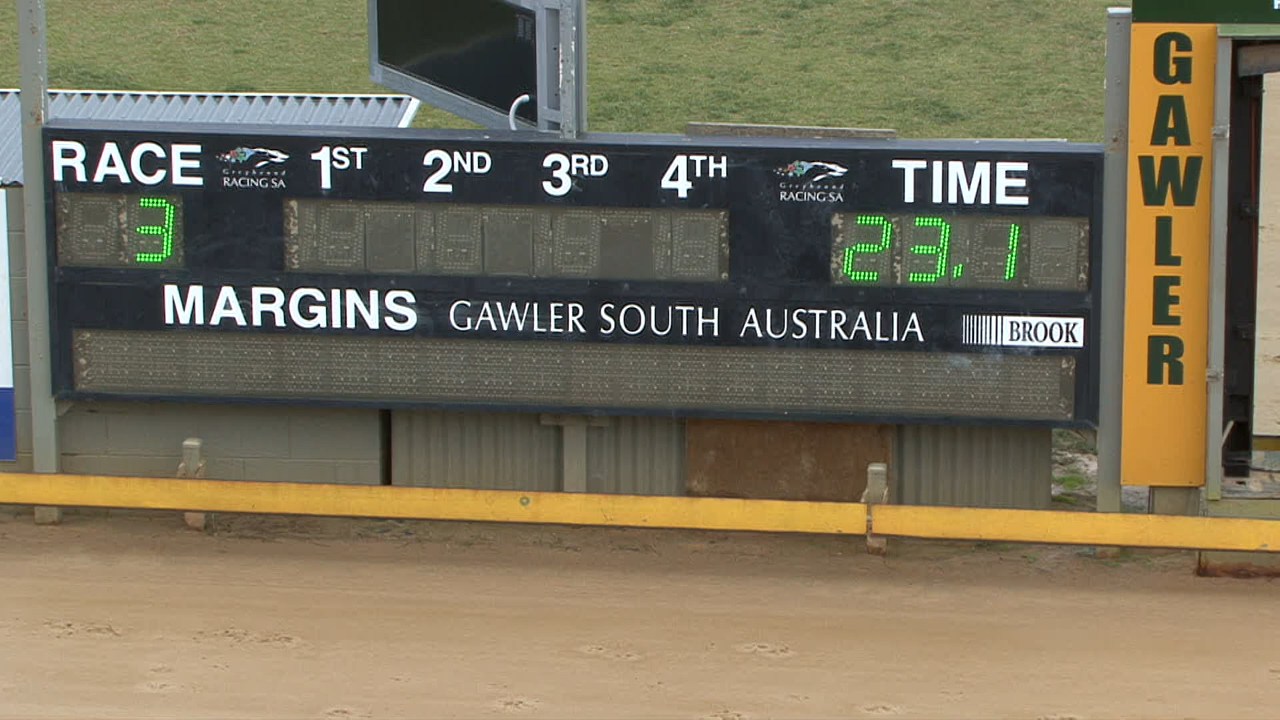 RACE
1ST 2ND 3RD 4TH
TIME
Greyhound
RACING SA
Greyhound
RACING SA
3
23.1
MARGINS GAWLER SOUTH AUSTRALIA BROOK
GAWLER